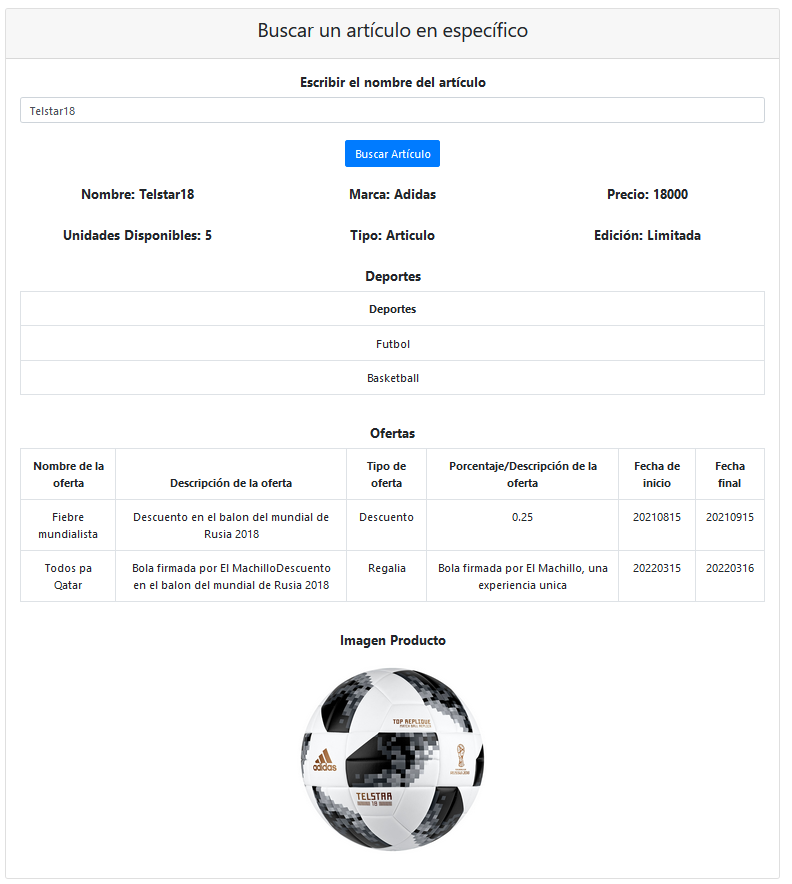 Buscar un artículo en específico
Escribir el nombre del artículo
Telstar18
Buscar Artículo
Nombre: Telstar18
Marca: Adidas
Precio: 18000
Unidades Disponibles: 5
Tipo: Articulo
Edición: Limitada
Deportes
Deportes
Futbol
Basketball
Ofertas
Nombre de la
oferta
Descripción de la oferta
Tipo de
oferta
Porcentaje/Descripción de la
oferta
Fecha de
inicio
Fecha
final
Fiebre
mundialista
Descuento en el balon del mundial de
Rusia 2018
Descuento
0.25
20210815
20210915
Todos pa
Qatar
Bola firmada por El MachilloDescuento
en el balon del mundial de Rusia 2018
Regalia
Bola firmada por El Machillo, una
experiencia unica
20220315
20220316
Imagen Producto
TOP REPLIQUE
adidas
TELSTAR
18